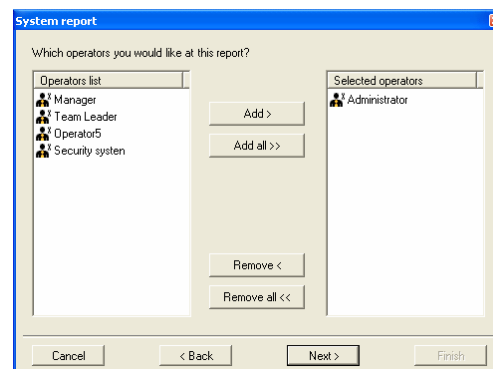 System report
Which operators you would like at this report?
Operators list
Manager
Team Leader
Operator5
Security systen
Add >
Add all >>
Remove <
Remove all <<
Selected operators
Administrator
Cancel
< Back
Next >
Finish